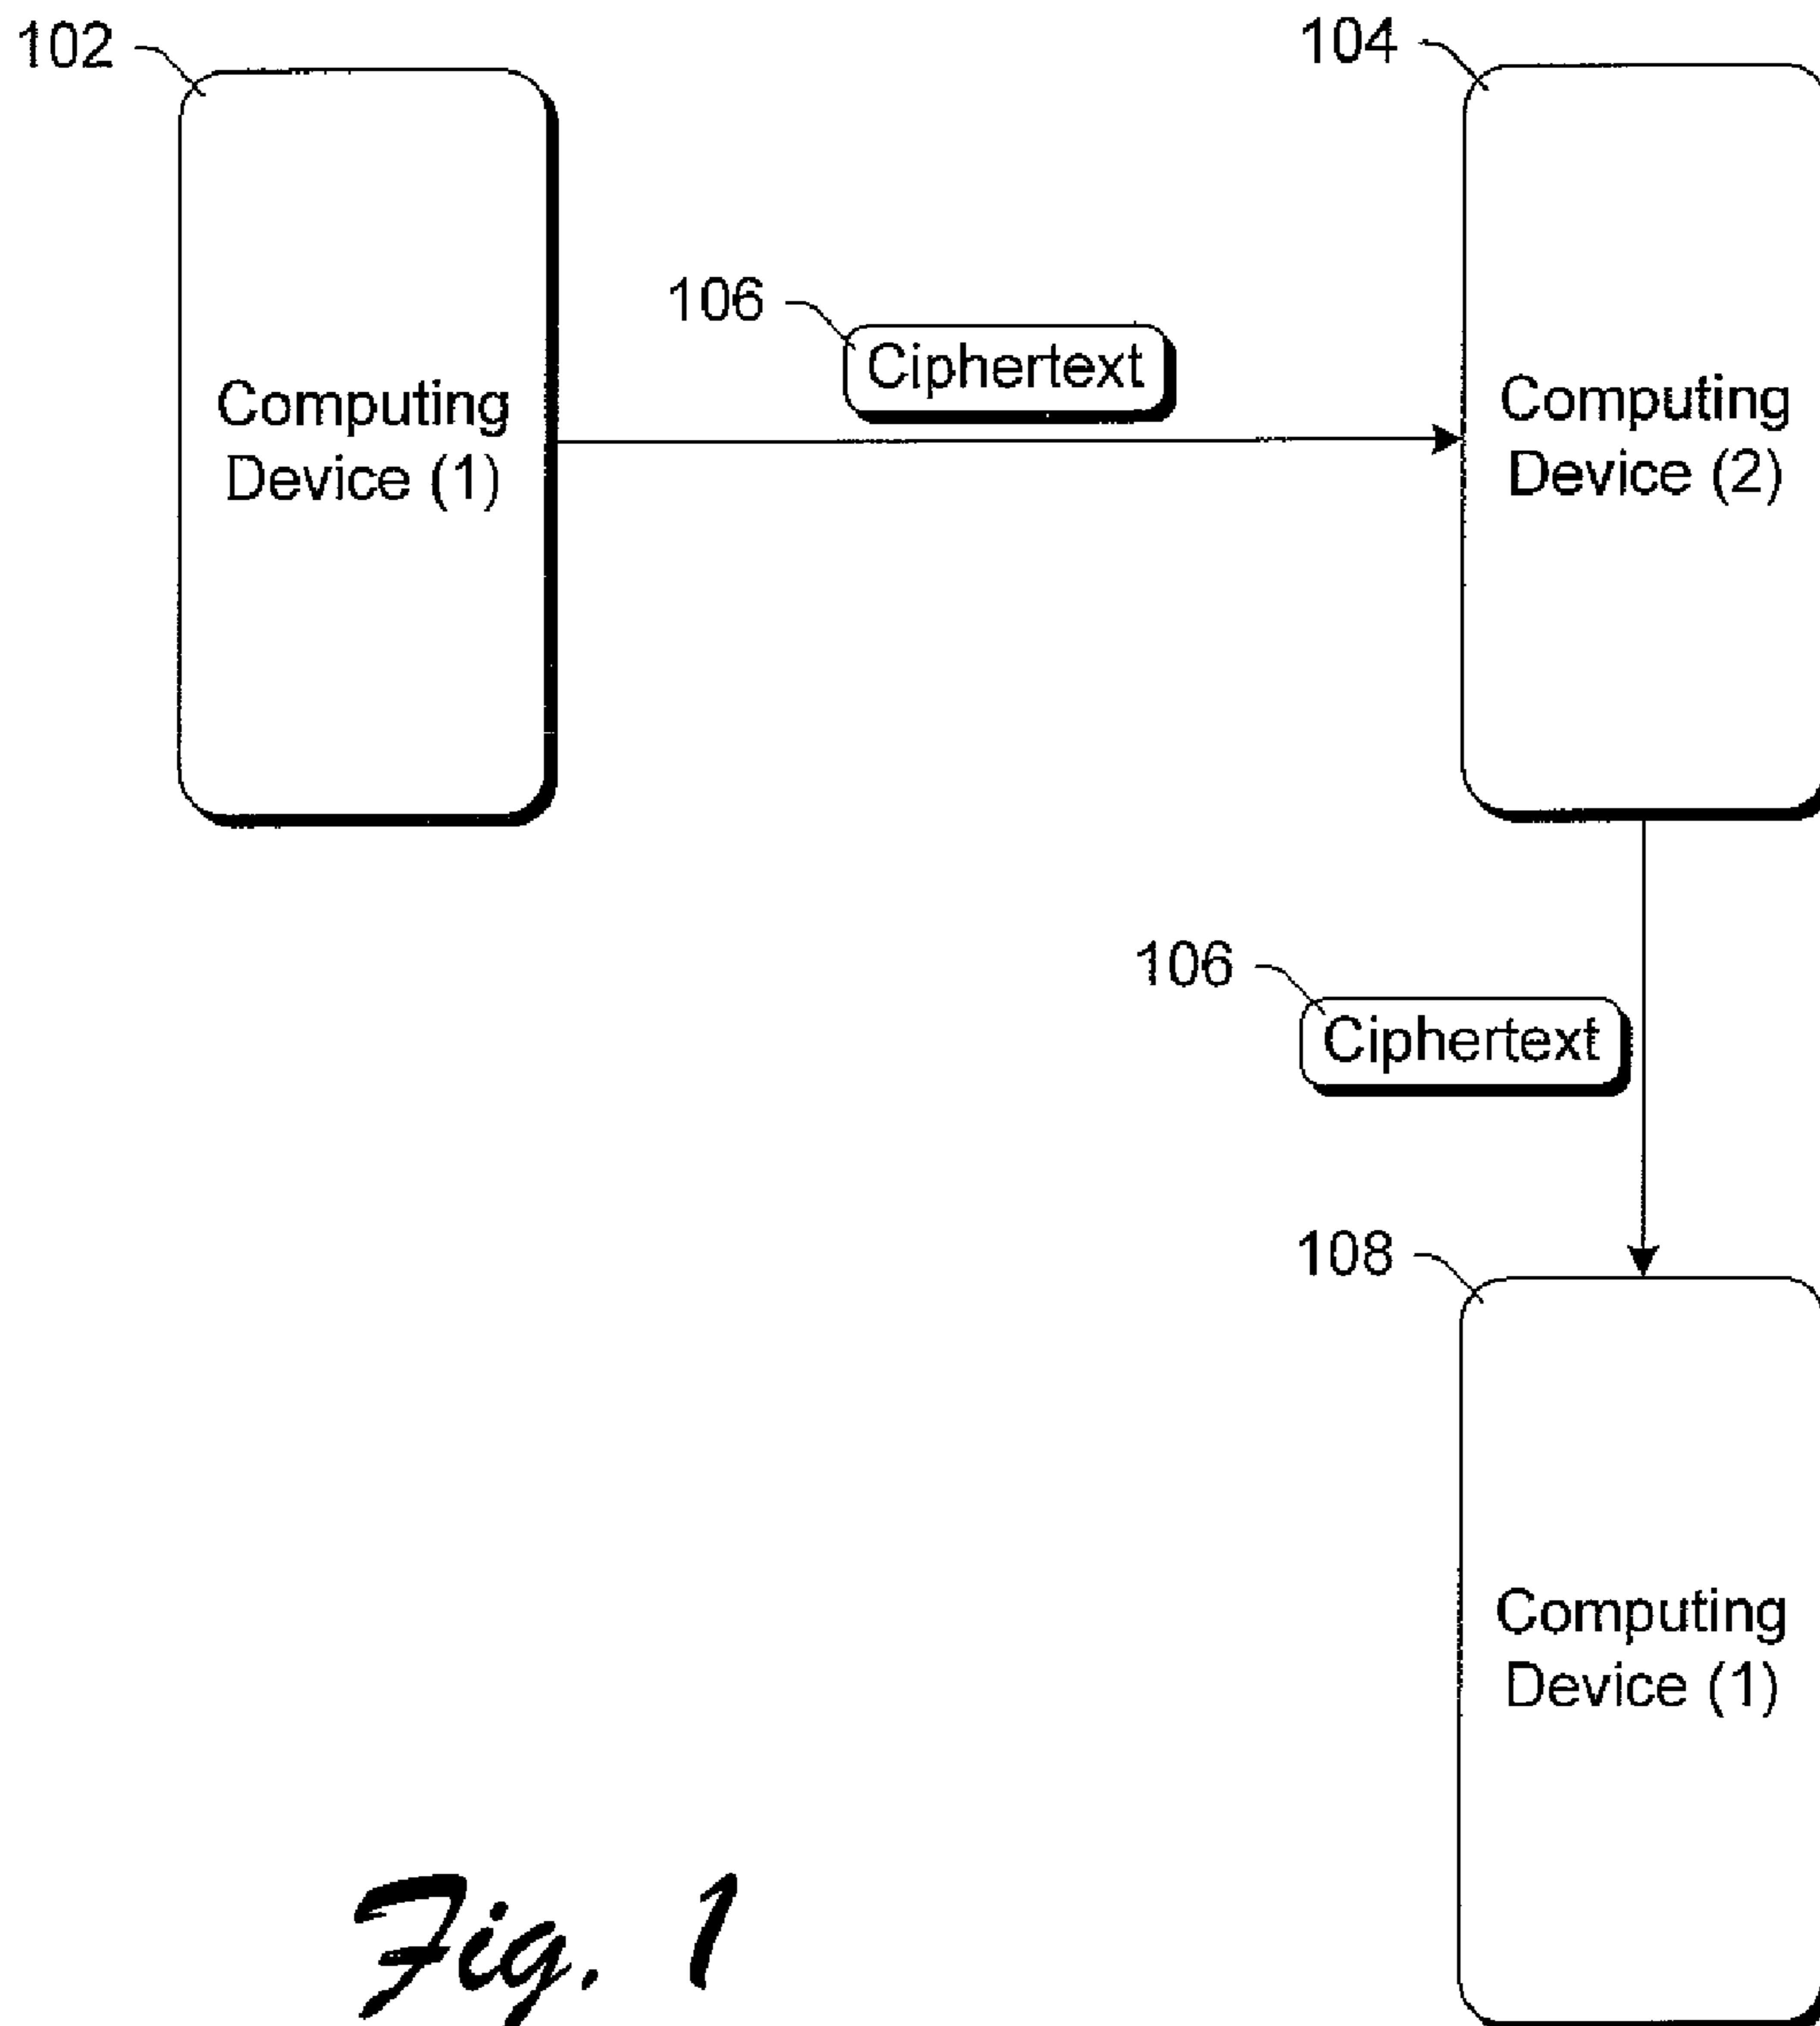 102
104
106
Ciphertext
Computing
Device (1)
Computing
Device (2)
106
Ciphertext
108
Computing
Device (1)
Fig. 1